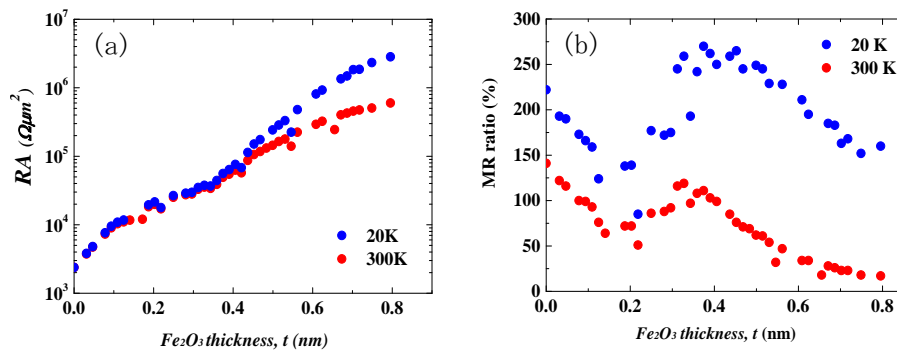 (a)
RA (Ωμm²)
10⁷
10⁶
10⁵
10⁴
10³
20K
300K
0.0 0.2 0.4 0.6 0.8
Fe₂O₃ thickness, t (nm)
(b)
MR ratio (%)
300
250
200
150
100
50
0
20 K
300 K
0.0 0.2 0.4 0.6 0.8
Fe₂O₃ thickness, t (nm)